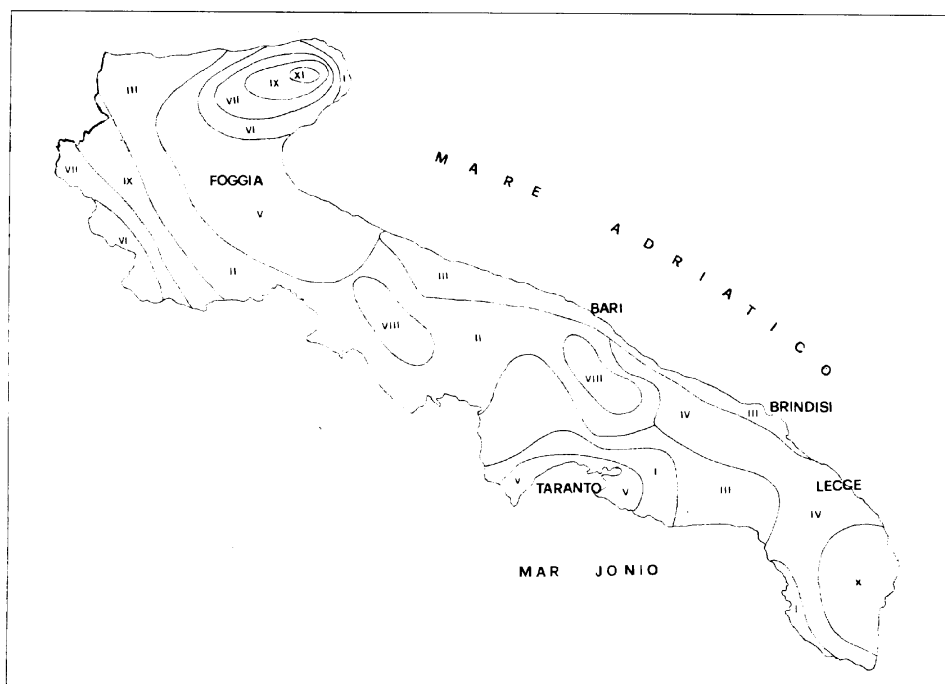 XI
IX
I
III
VII
VI
MARE ADRIATICO
VII
IX
FOGGIA
V
VI
II
III
BARI
VIII
II
VIII
BRINDISI
IV
III
I
V
TARANTO
V
III
LECCE
IV
MAR JONIO
X
I